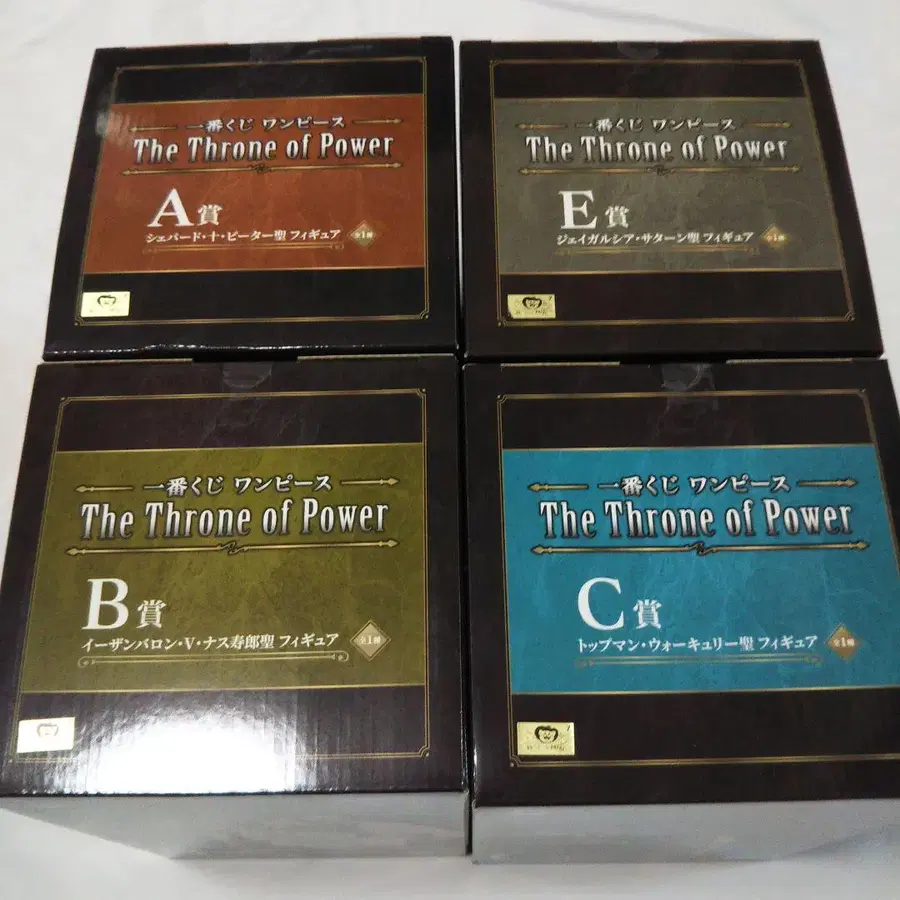 一番くじ ワンピース
The Throne of Power
A賞
シェパード・十・ピーター聖 フィギュア 全1種
一番くじ ワンピース
The Throne of Power
E賞
ジェイガルシア・サターン聖 フィギュア 全1種
一番くじ ワンピース
The Throne of Power
B賞
イーザンバロン・V・ナス寿郎聖 フィギュア 全1種
一番くじ ワンピース
The Throne of Power
C賞
トップマン・ウォーキュリー聖 フィギュア 全1種